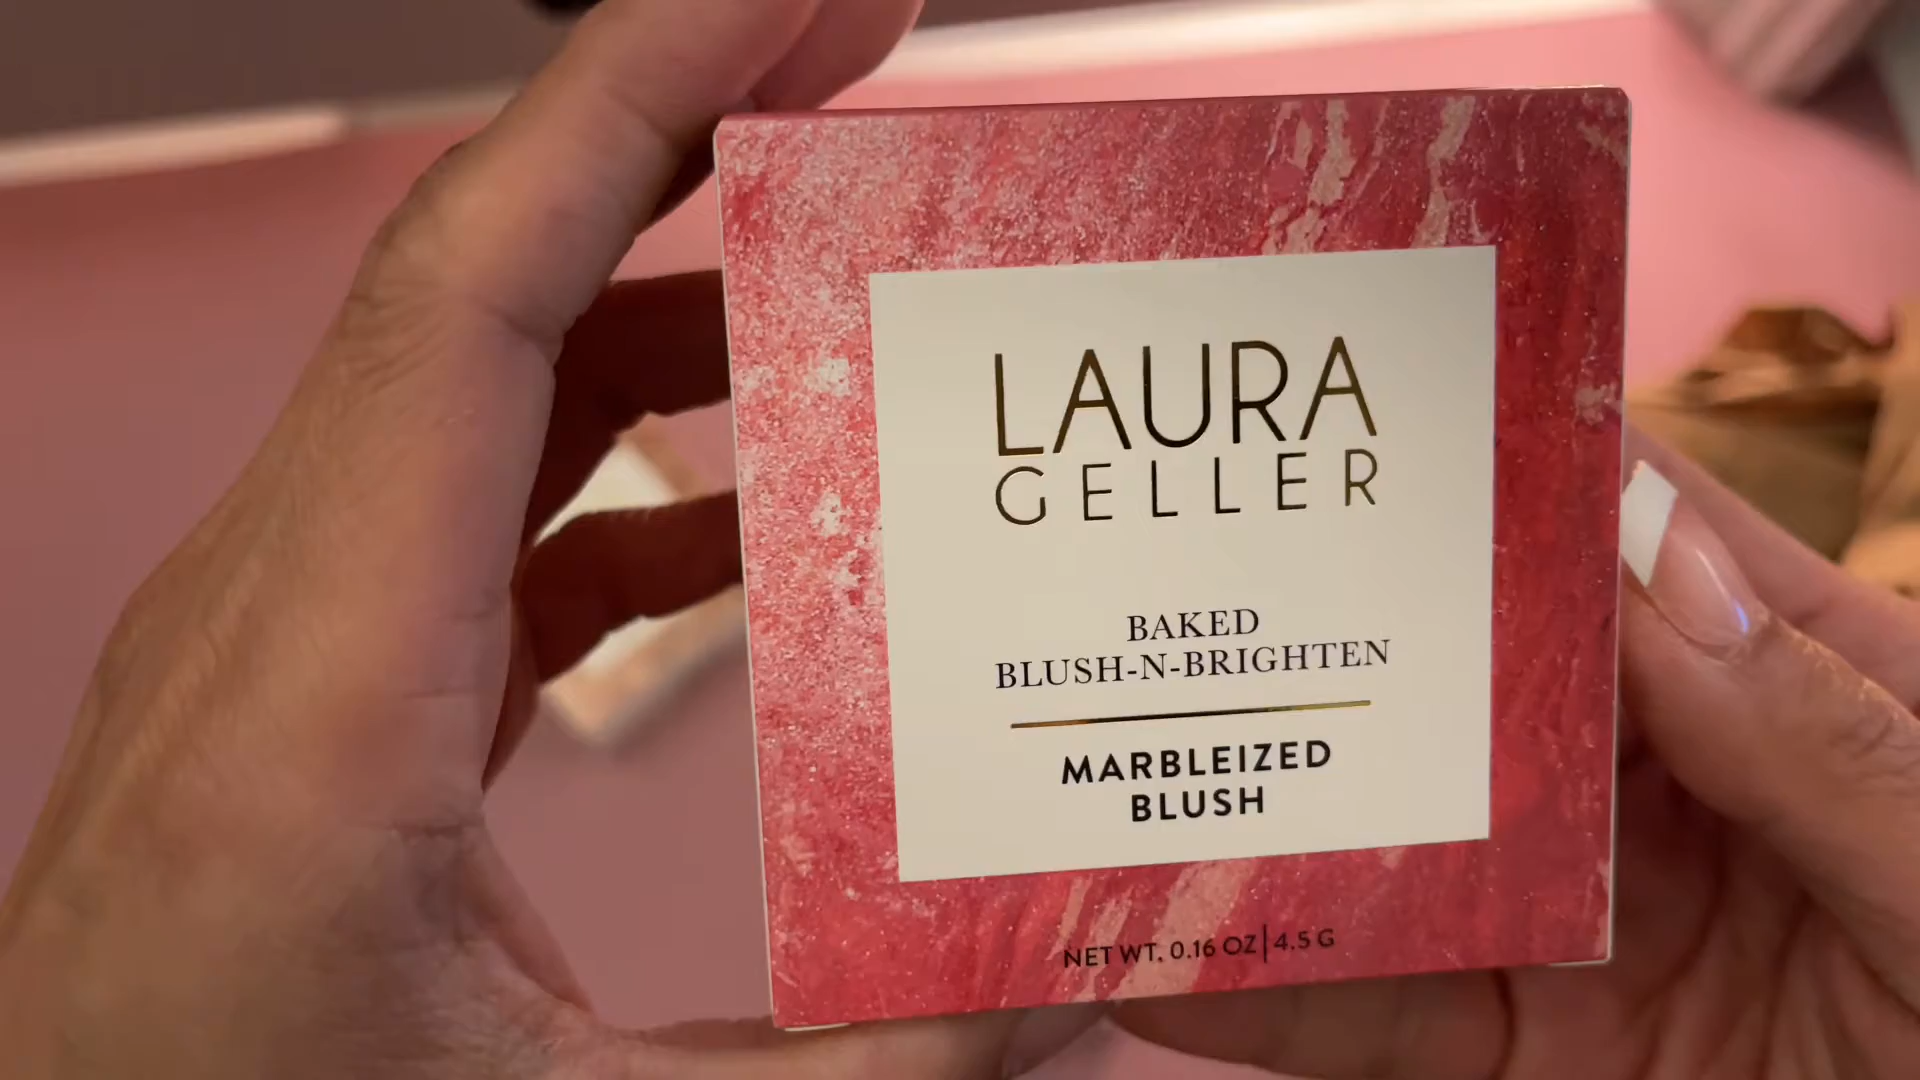 LAURA
GELLER
BAKED
BLUSH-N-BRIGHTEN
MARBLEIZED
BLUSH
NET WT. 0.16 OZ|4.5 G